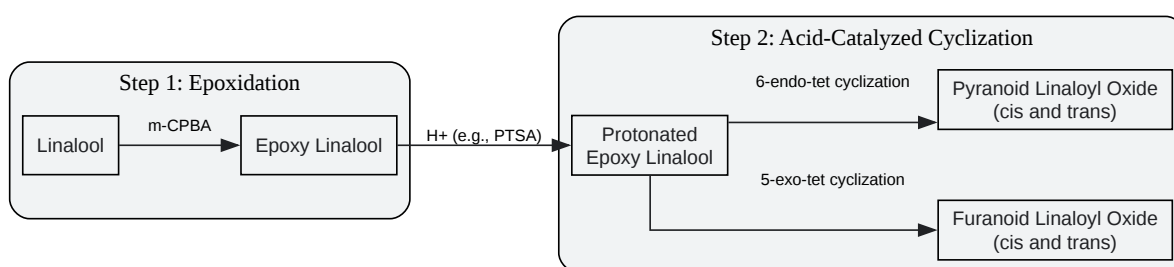 Step 1: Epoxidation
Linalool
m-CPBA
Epoxy Linalool
H+ (e.g., PTSA)
Step 2: Acid-Catalyzed Cyclization
Protonated
Epoxy Linalool
6-endo-tet cyclization
Pyranoid Linaloyl Oxide
(cis and trans)
5-exo-tet cyclization
Furanoid Linaloyl Oxide
(cis and trans)